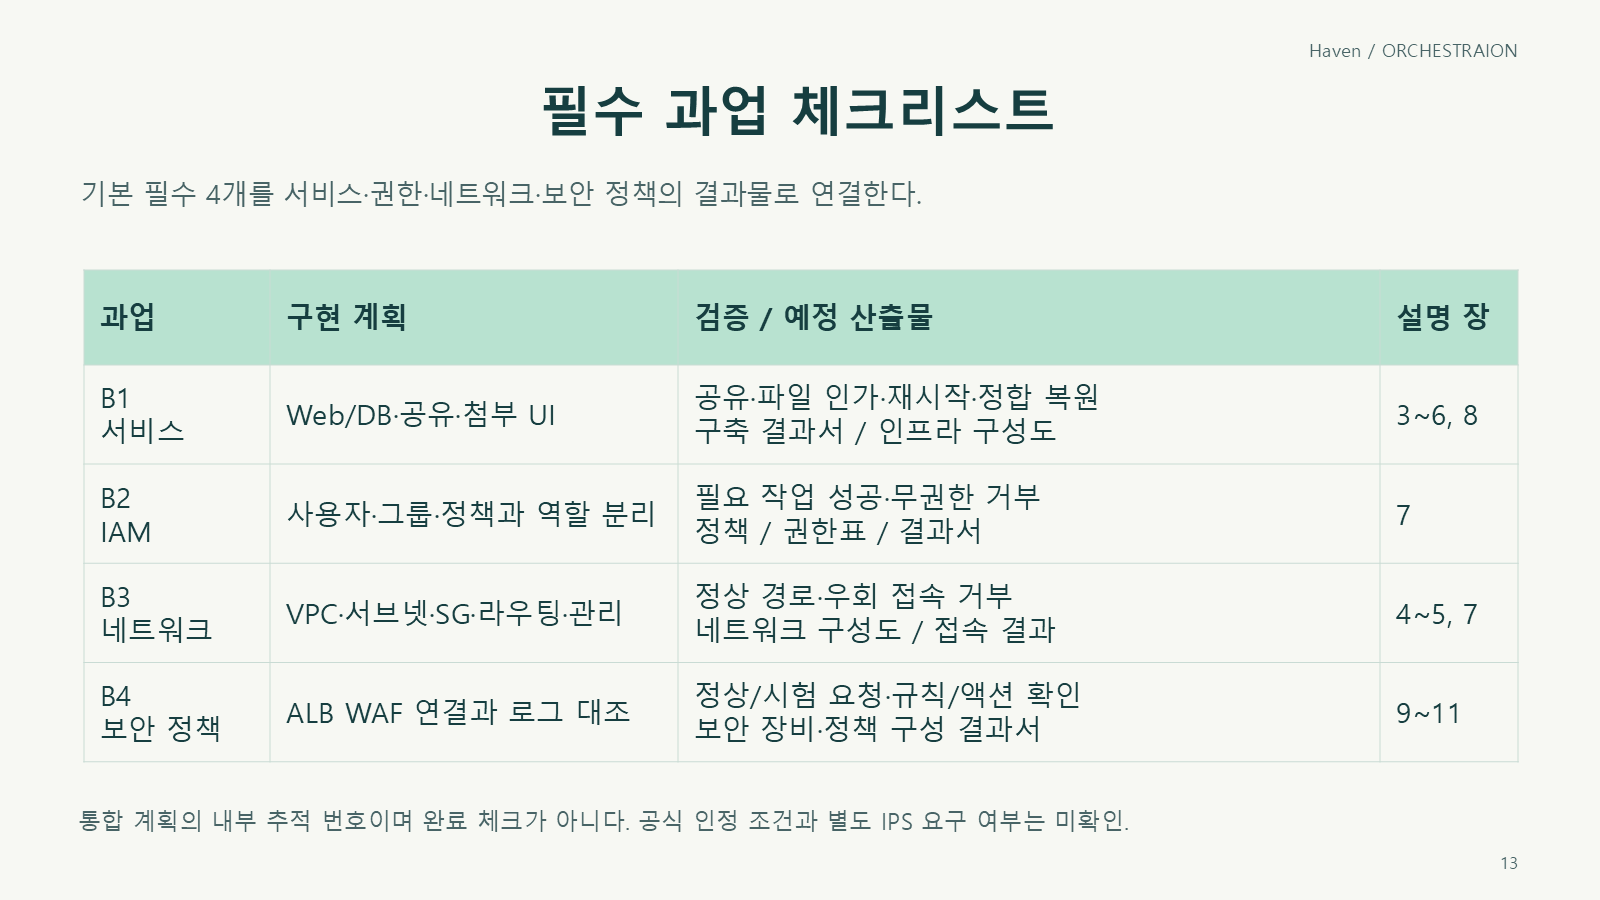 Haven / ORCHESTRAION
필수 과업 체크리스트
기본 필수 4개를 서비스·권한·네트워크·보안 정책의 결과물로 연결한다.
과업
구현 계획
검증 / 예정 산출물
설명 장
B1
서비스
Web/DB·공유·첨부 UI
공유·파일 인가·재시작·정합 복원
구축 결과서 / 인프라 구성도
3~6, 8
B2
IAM
사용자·그룹·정책과 역할 분리
필요 작업 성공·무권한 거부
정책 / 권한표 / 결과서
7
B3
네트워크
VPC·서브넷·SG·라우팅·관리
정상 경로·우회 접속 거부
네트워크 구성도 / 접속 결과
4~5, 7
B4
보안 정책
ALB WAF 연결과 로그 대조
정상/시험 요청·규칙/액션 확인
보안 장비·정책 구성 결과서
9~11
통합 계획의 내부 추적 번호이며 완료 체크가 아니다. 공식 인정 조건과 별도 IPS 요구 여부는 미확인.
13